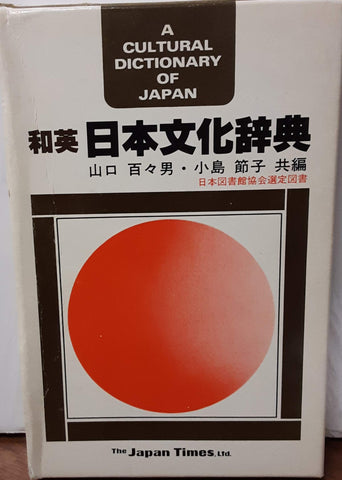 A
CULTURAL
DICTIONARY
OF
JAPAN
和英 日本文化辞典
山口 百々男・小島 節子 共編
日本図書館協会選定図書
The Japan Times, Ltd.